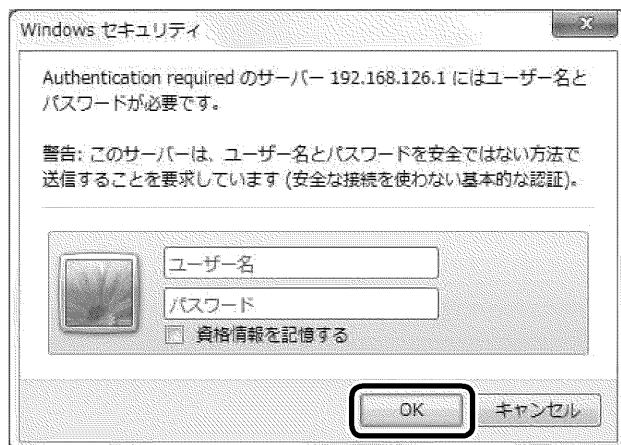 Windows セキュリティ
Authentication required のサーバー 192.168.126.1 にはユーザー名と
パスワードが必要です。
警告: このサーバーは、ユーザー名とパスワードを安全ではない方法で
送信することを要求しています (安全な接続を使わない基本的な認証)。
ユーザー名
パスワード
資格情報を記憶する
OK
キャンセル